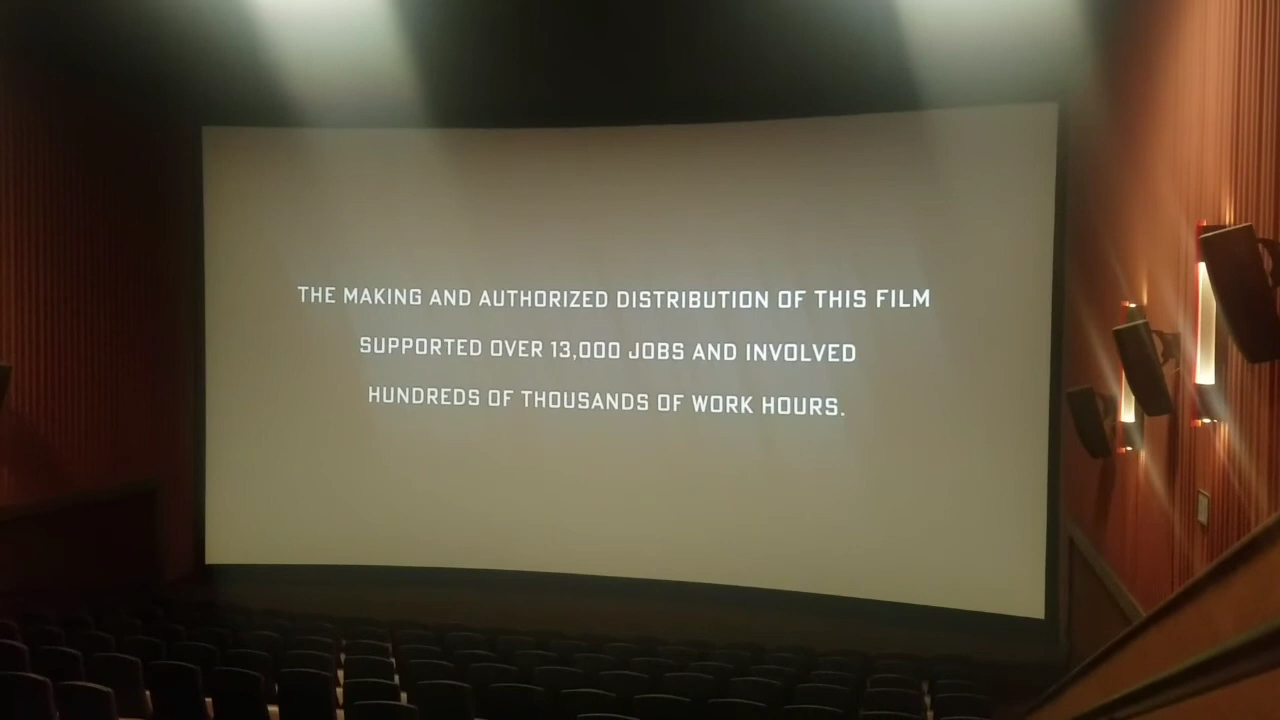 THE MAKING AND AUTHORIZED DISTRIBUTION OF THIS FILM
SUPPORTED OVER 13,000 JOBS AND INVOLVED
HUNDREDS OF THOUSANDS OF WORK HOURS.